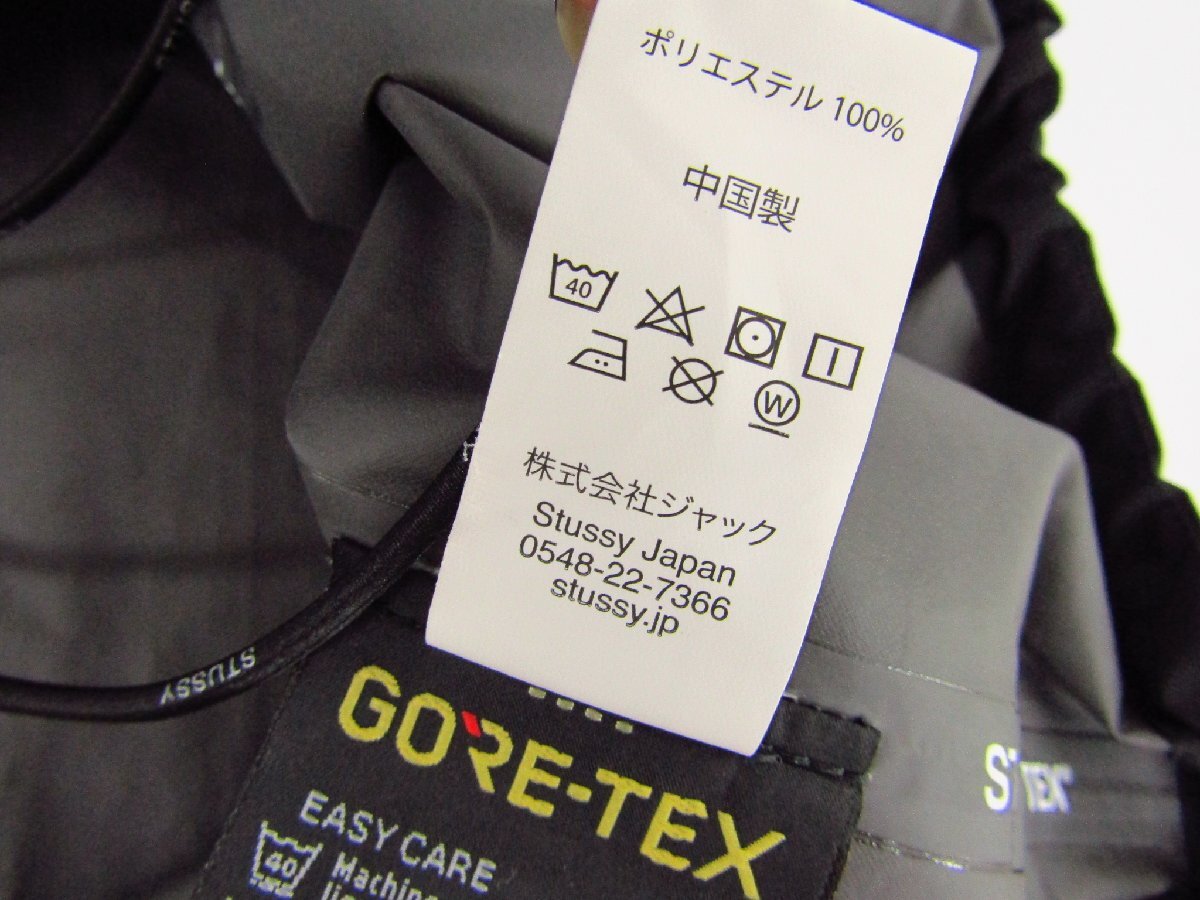 ポリエステル 100%
中国製
40
W
株式会社ジャック
Stussy Japan
0548-22-7366
stussy.jp
STUSSY
GORE-TEX
EASY CARE
40
Machine